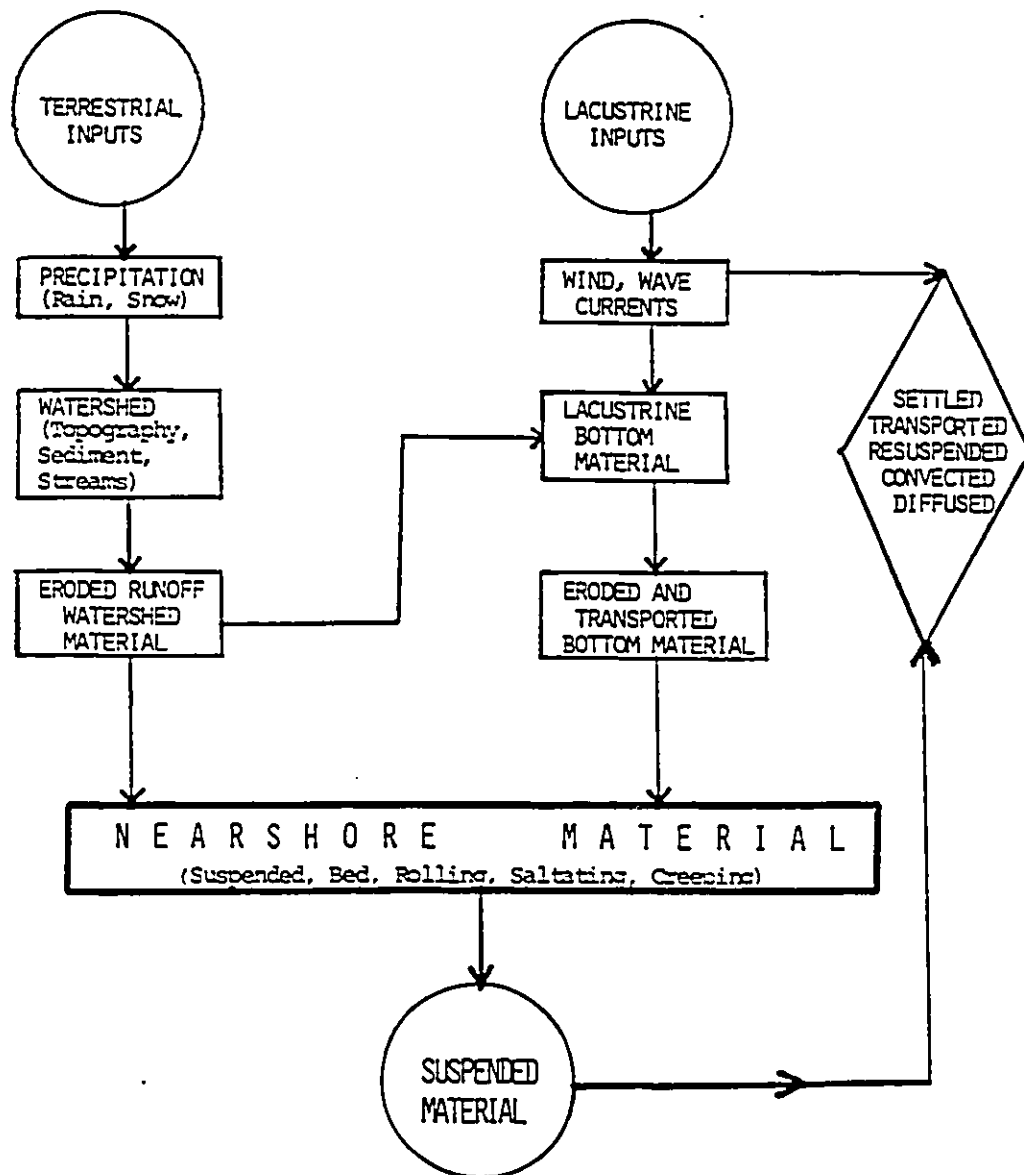 TERRESTRIAL
INPUTS
LACUSTRINE
INPUTS
PRECIPITATION
(Rain, Snow)
WIND, WAVE
CURRENTS
WATERSHED
(Topography,
Sediment,
Streams)
LACUSTRINE
BOTTOM
MATERIAL
SETTLED
TRANSPORTED
RESUSPENDED
CONVECTED
DIFFUSED
ERODED RUNOFF
WATERSHED
MATERIAL
ERODED AND
TRANSPORTED
BOTTOM MATERIAL
NEARSHORE MATERIAL
(Suspended, Bed, Rolling, Saltating, Creeping)
SUSPENDED
MATERIAL